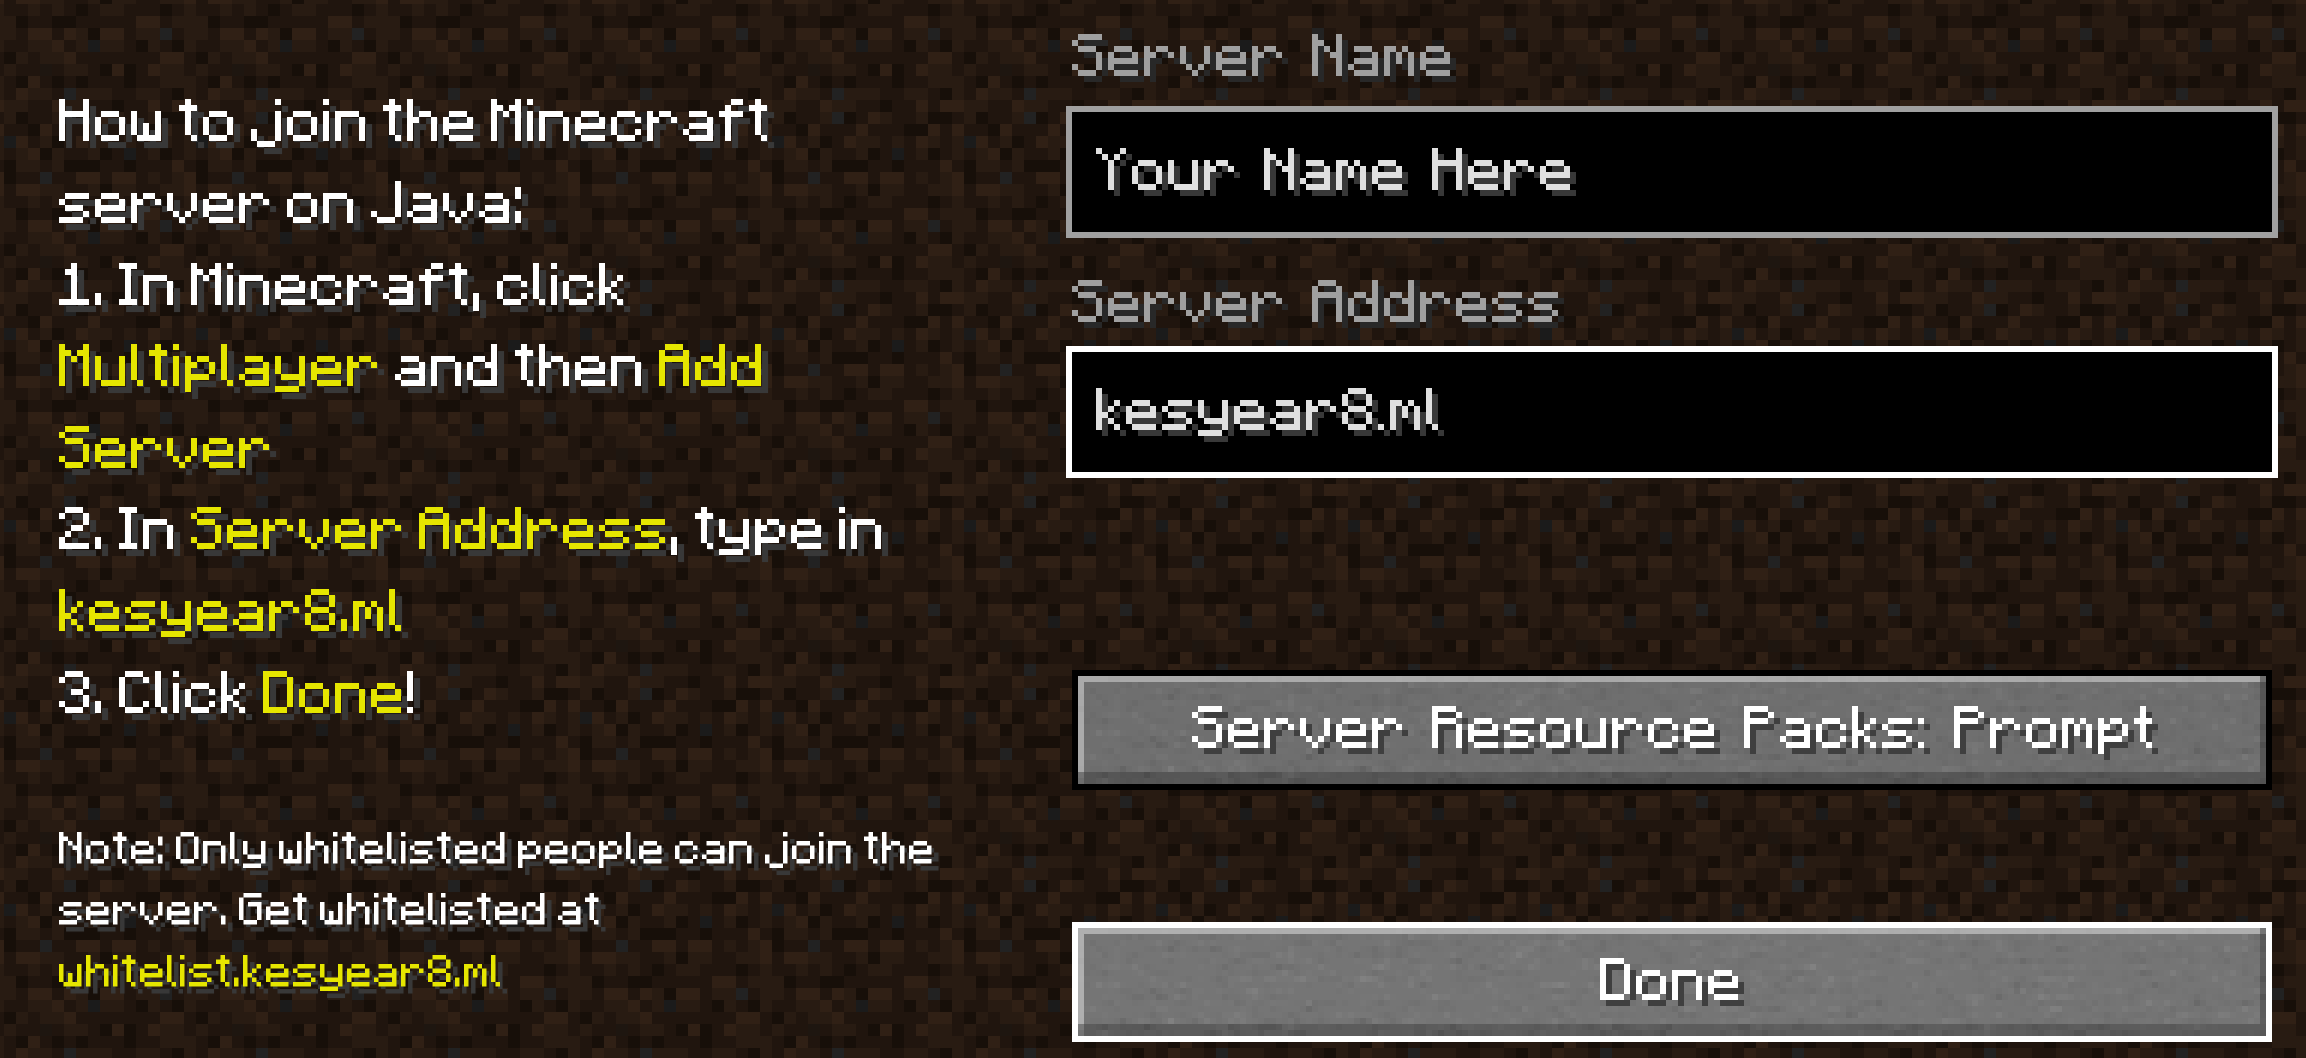 How to join the Minecraft
server on Java:
1. In Minecraft, click
Multiplayer and then Add
Server
2. In Server Address, type in
kesyear8.ml
3. Click Done!
Note: Only whitelisted people can join the
server. Get whitelisted at
whitelist.kesyear8.ml
Server Name
Your Name Here
Server Address
kesyear8.ml
Server Resource Packs: Prompt
Done